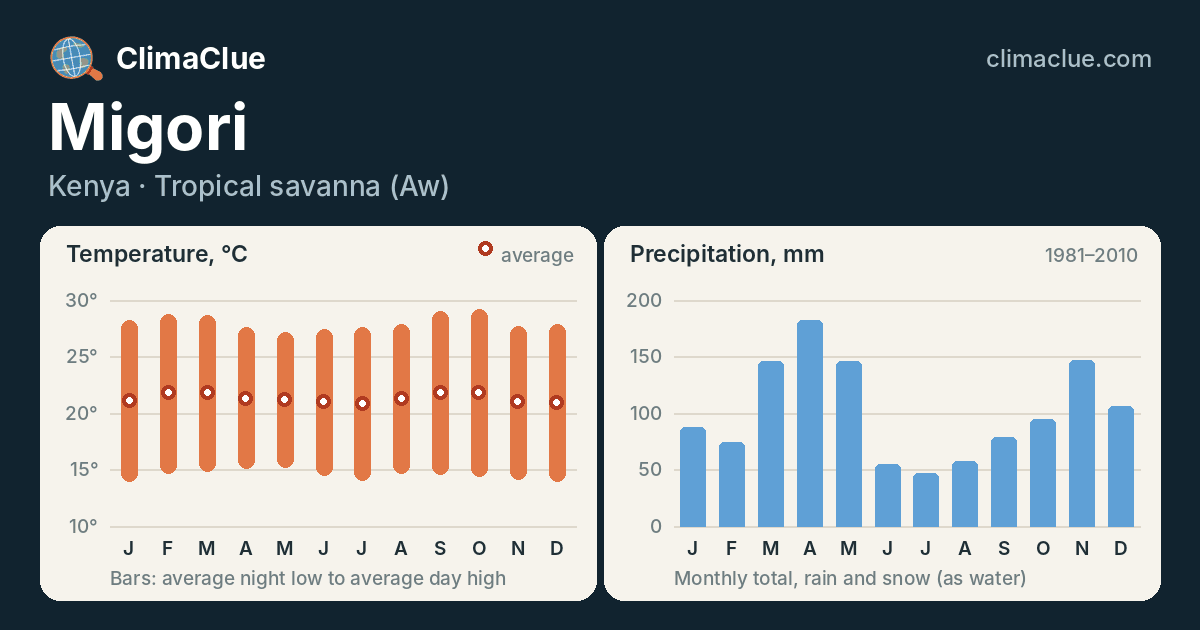 ClimaClue
climaclue.com
Migori
Kenya · Tropical savanna (Aw)
Temperature, °C
average
30°
25°
20°
15°
10°
J F M A M J J A S O N D
Bars: average night low to average day high
Precipitation, mm
1981–2010
200
150
100
50
0
J F M A M J J A S O N D
Monthly total, rain and snow (as water)